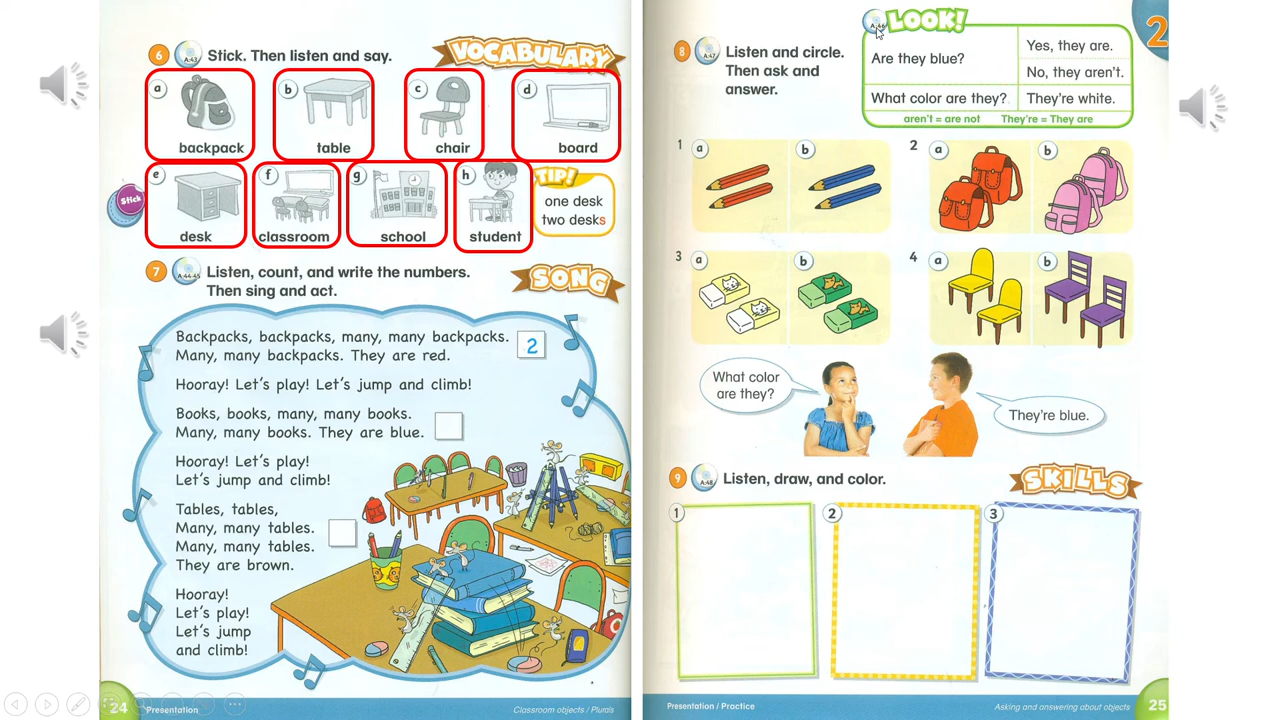 6 A:43 Stick. Then listen and say. VOCABULARY
a b c d
backpack table chair board
e f g h
Stick
desk classroom school student
TIP!
one desk
two desks
7 A:44-45 Listen, count, and write the numbers.
Then sing and act.
SONG
Backpacks, backpacks, many, many backpacks.
Many, many backpacks. They are red. 2
Hooray! Let's play! Let's jump and climb!
Books, books, many, many books.
Many, many books. They are blue.
Hooray! Let's play!
Let's jump and climb!
Tables, tables,
Many, many tables.
Many, many tables.
They are brown.
Hooray!
Let's play!
Let's jump
and climb!
24 Presentation Classroom objects / Plurals
2
A:46 LOOK!
Are they blue? Yes, they are.
No, they aren't.
What color are they? They're white.
aren't = are not They're = They are
8 A:47 Listen and circle.
Then ask and
answer.
1 a b 2 a b
3 a b 4 a b
What color
are they?
They're blue.
9 A:48 Listen, draw, and color. SKILLS
1 2 3
Presentation / Practice Asking and answering about objects 25